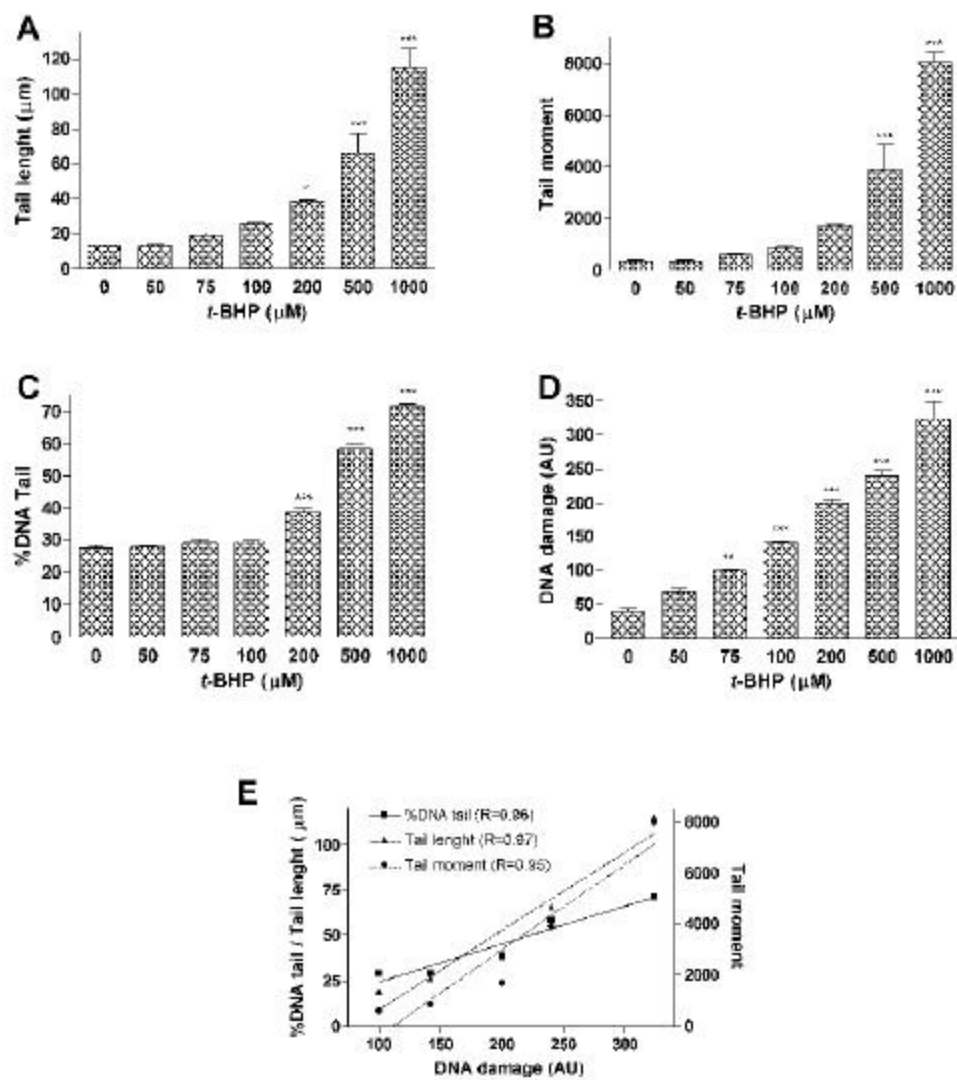 A
Tail lenght (μm)
120
100
80
60
40
20
0
0 50 75 100 200 500 1000
t-BHP (μM)
*
***
***
B
Tail moment
8000
6000
4000
2000
0
0 50 75 100 200 500 1000
t-BHP (μM)
***
***
C
%DNA Tail
70
60
50
40
30
20
10
0
0 50 75 100 200 500 1000
t-BHP (μM)
***
***
***
D
DNA damage (AU)
350
300
250
200
150
100
50
0
0 50 75 100 200 500 1000
t-BHP (μM)
**
***
***
***
***
E
%DNA tail / Tail lenght ( μm)
100
75
50
25
0
%DNA tail (R=0.96)
Tail lenght (R=0.97)
Tail moment (R=0.95)
8000
6000
4000
2000
0
Tail moment
100 150 200 250 300
DNA damage (AU)